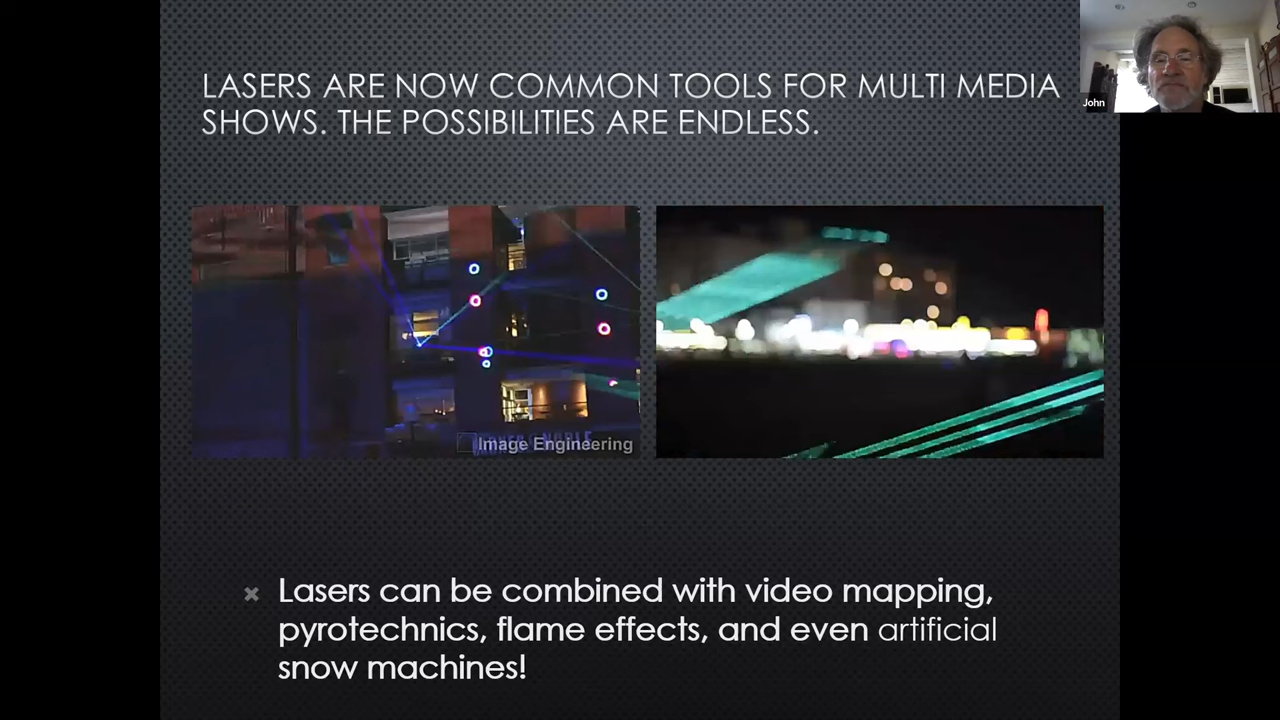 LASERS ARE NOW COMMON TOOLS FOR MULTI MEDIA
SHOWS. THE POSSIBILITIES ARE ENDLESS.
John
Image Engineering
Lasers can be combined with video mapping,
pyrotechnics, flame effects, and even artificial
snow machines!